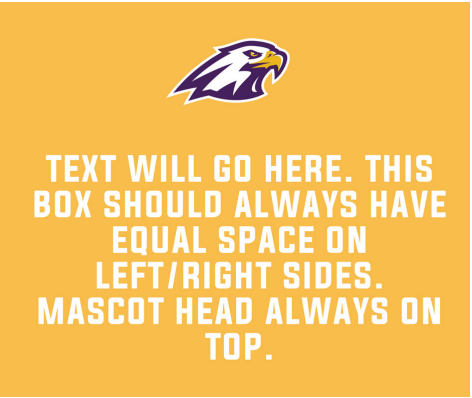 TEXT WILL GO HERE. THIS
BOX SHOULD ALWAYS HAVE
EQUAL SPACE ON
LEFT/RIGHT SIDES.
MASCOT HEAD ALWAYS ON
TOP.